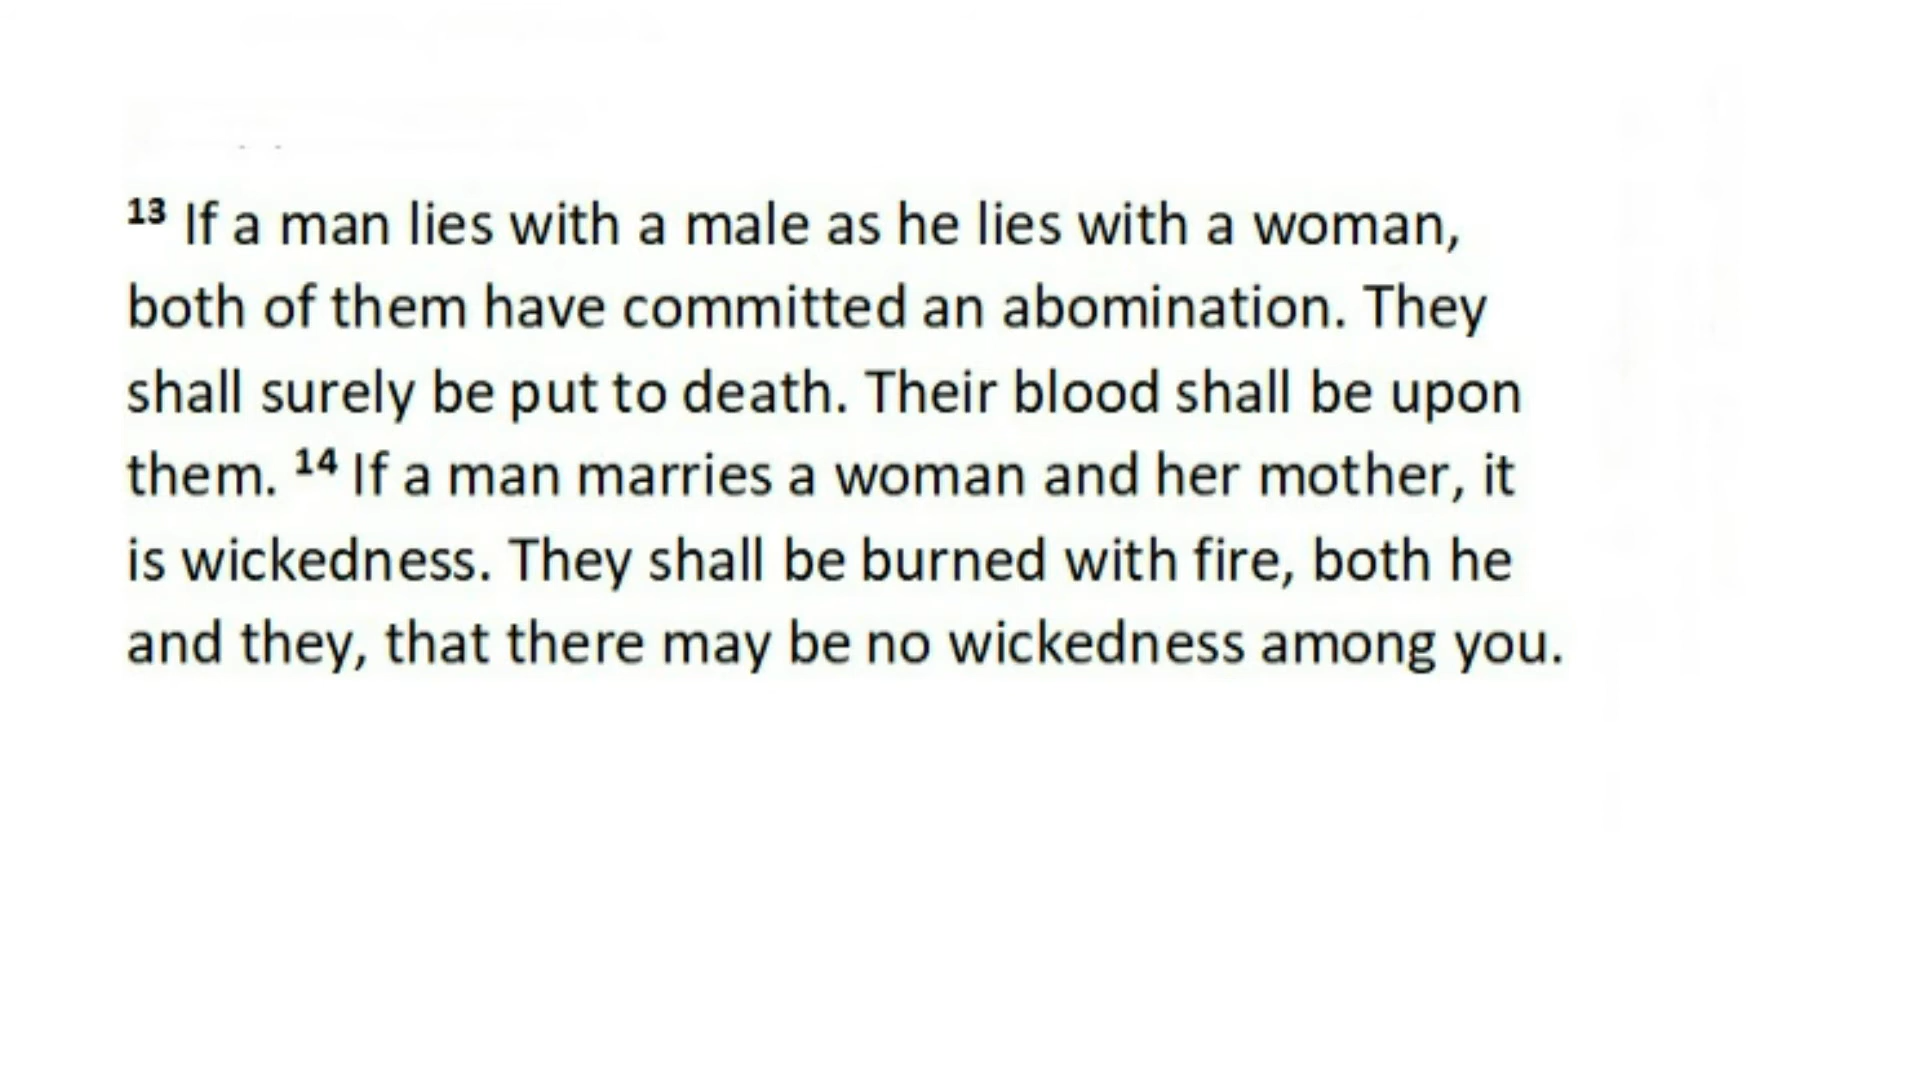 13 If a man lies with a male as he lies with a woman,
both of them have committed an abomination. They
shall surely be put to death. Their blood shall be upon
them. 14 If a man marries a woman and her mother, it
is wickedness. They shall be burned with fire, both he
and they, that there may be no wickedness among you.